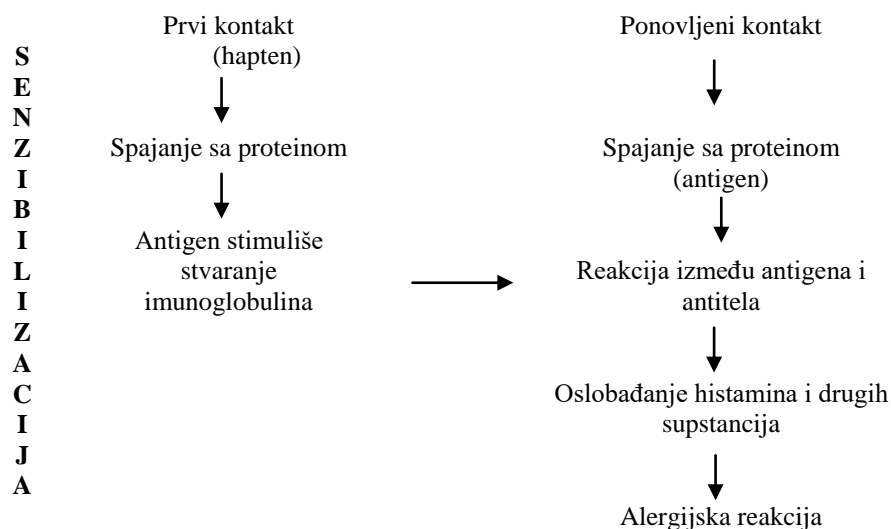 S
E
N
Z
I
B
I
L
I
Z
A
C
I
J
A
Prvi kontakt
(hapten)
Spajanje sa proteinom
Antigen stimuliše
stvaranje
imunoglobulina
Ponovljeni kontakt
Spajanje sa proteinom
(antigen)
Reakcija između antigena i
antitela
Oslobađanje histamina i drugih
supstancija
Alergijska reakcija